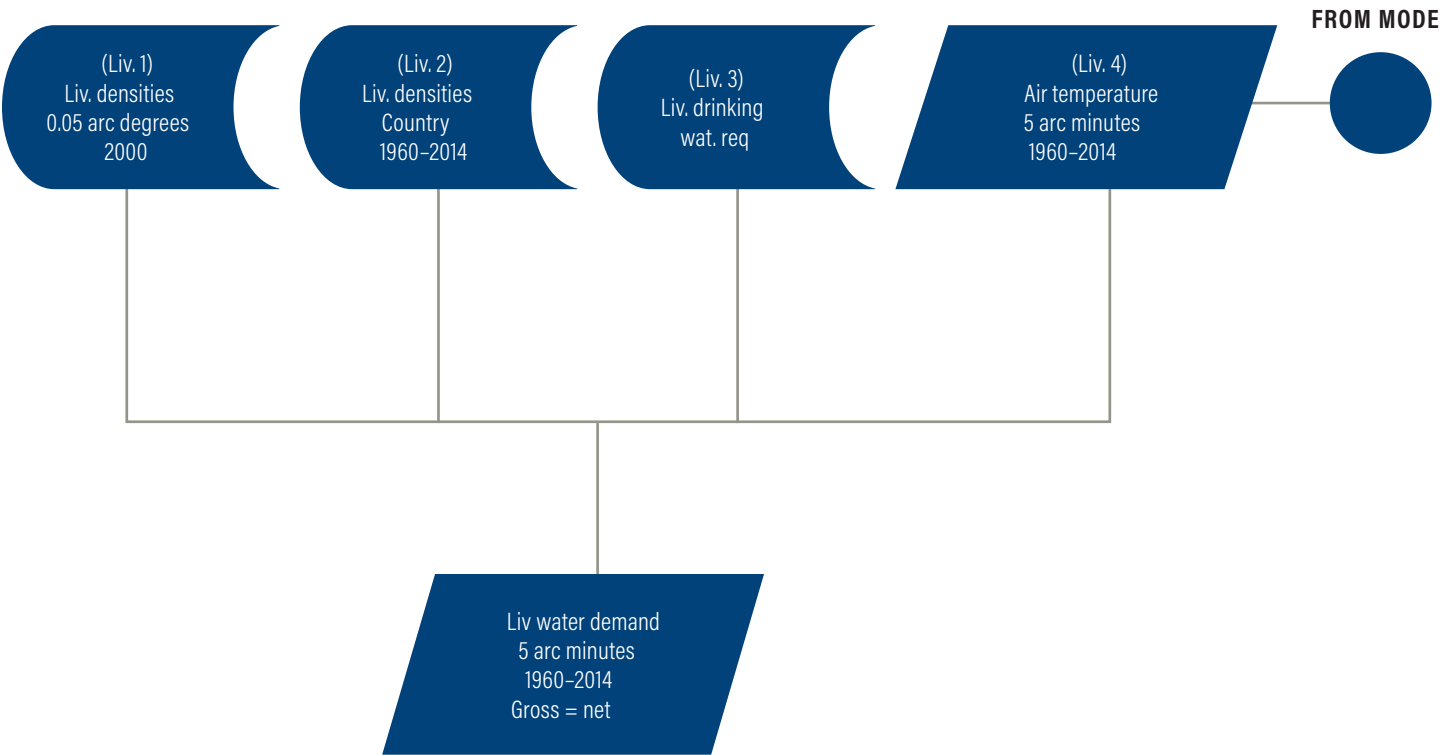 FROM MODE
(Liv. 1)
Liv. densities
0.05 arc degrees
2000
(Liv. 2)
Liv. densities
Country
1960–2014
(Liv. 3)
Liv. drinking
wat. req
(Liv. 4)
Air temperature
5 arc minutes
1960–2014
Liv water demand
5 arc minutes
1960–2014
Gross = net